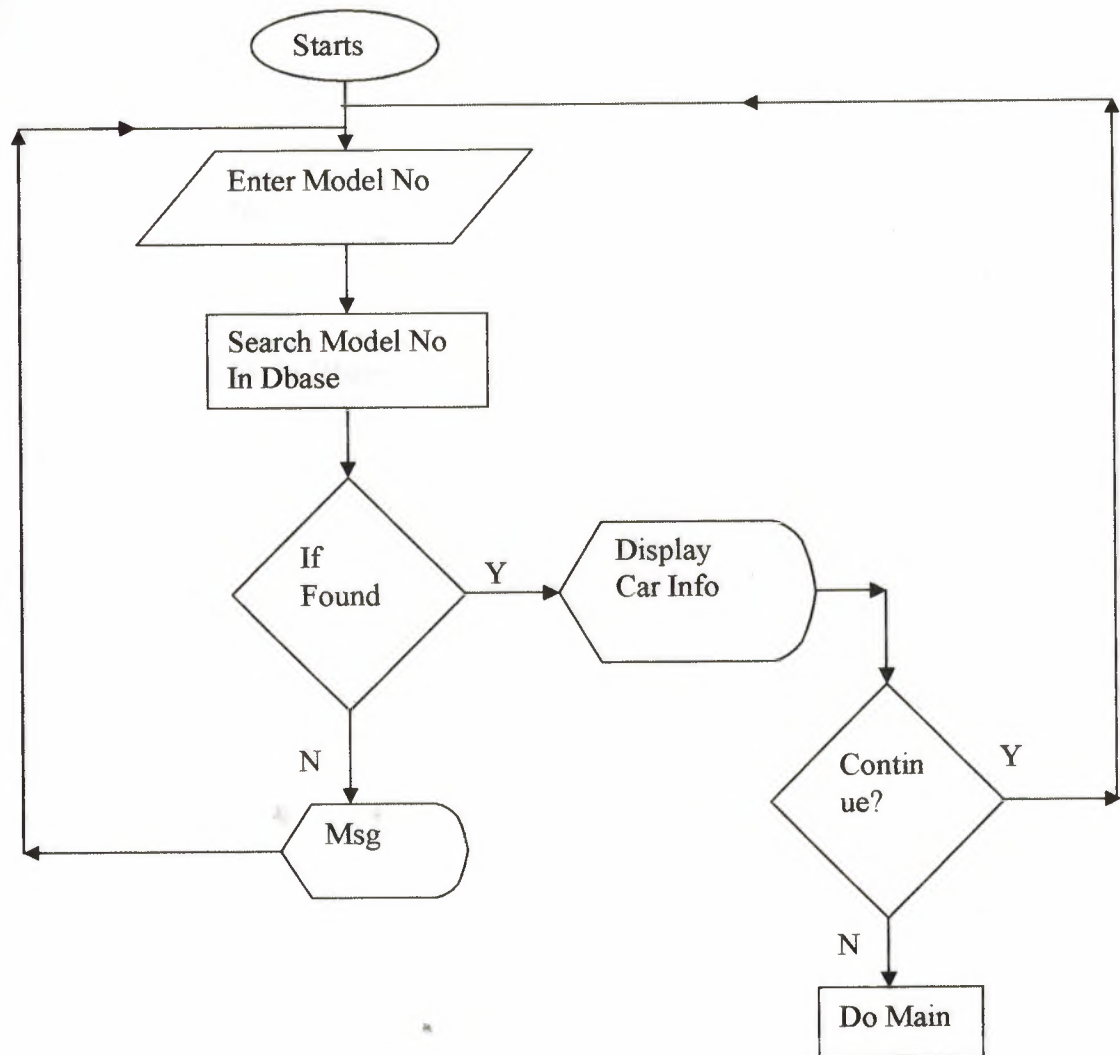 Starts
Enter Model No
Search Model No
In Dbase
If
Found
Y
Display
Car Info
N
Msg
Contin
ue?
Y
N
Do Main